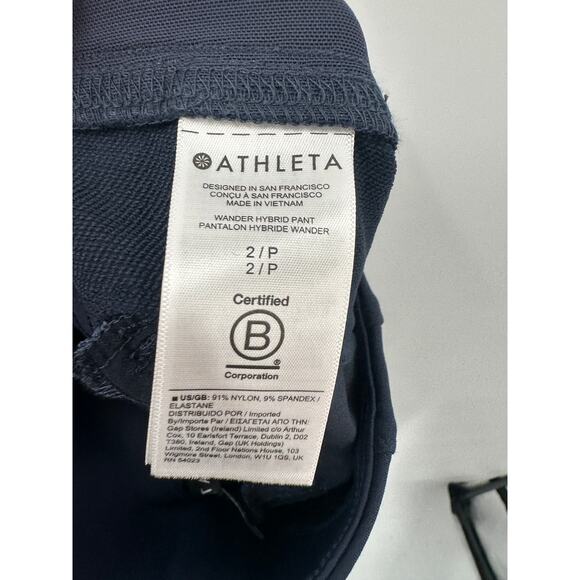 ATHLETA
DESIGNED IN SAN FRANCISCO
CONÇU À SAN FRANCISCO
MADE IN VIETNAM
WANDER HYBRID PANT
PANTALON HYBRIDE WANDER
2 / P
2 / P
Certified
B
®
Corporation
US/GB: 91% NYLON, 9% SPANDEX /
ELASTANE
DISTRIBUIDO POR / Imported
By/Importe Par / ΕΙΣΑΓΕΤΑΙ ΑΠΟ ΤΗΝ:
Gap Stores (Ireland) Limited c/o Arthur
Cox, 10 Earlsfort Terrace, Dublin 2, D02
T380, Ireland, Gap (UK Holdings)
Limited, 2nd Floor Nations House, 103
Wigmore Street, London, W1U 1QS, UK
RN 54023